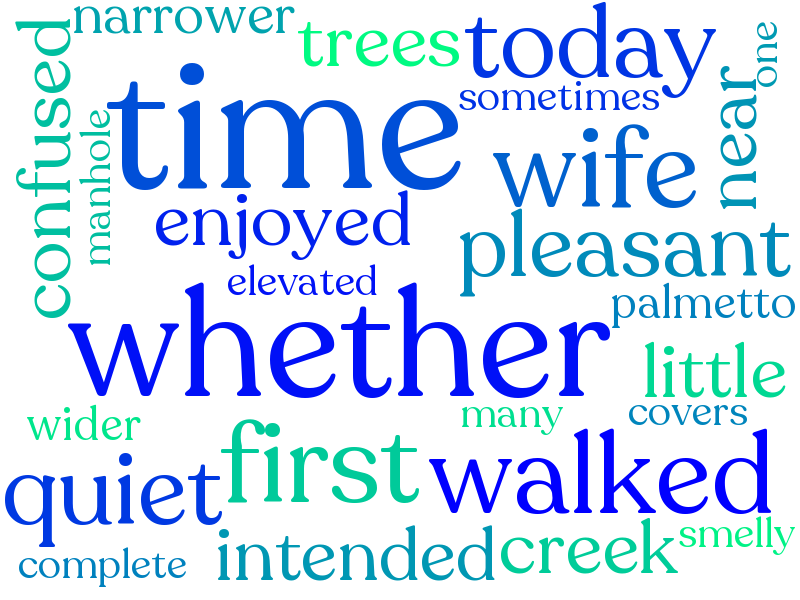 narrower
trees
today
one
confused
time
sometimes
near
manhole
wife
enjoyed
pleasant
elevated
palmetto
whether
little
wider
many
covers
first
walked
quiet
intended
creek
smelly
complete